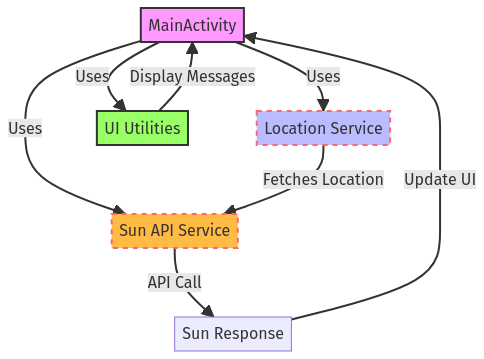 MainActivity
Uses
Display Messages
Uses
Uses
UI Utilities
Location Service
Fetches Location
Update UI
Sun API Service
API Call
Sun Response